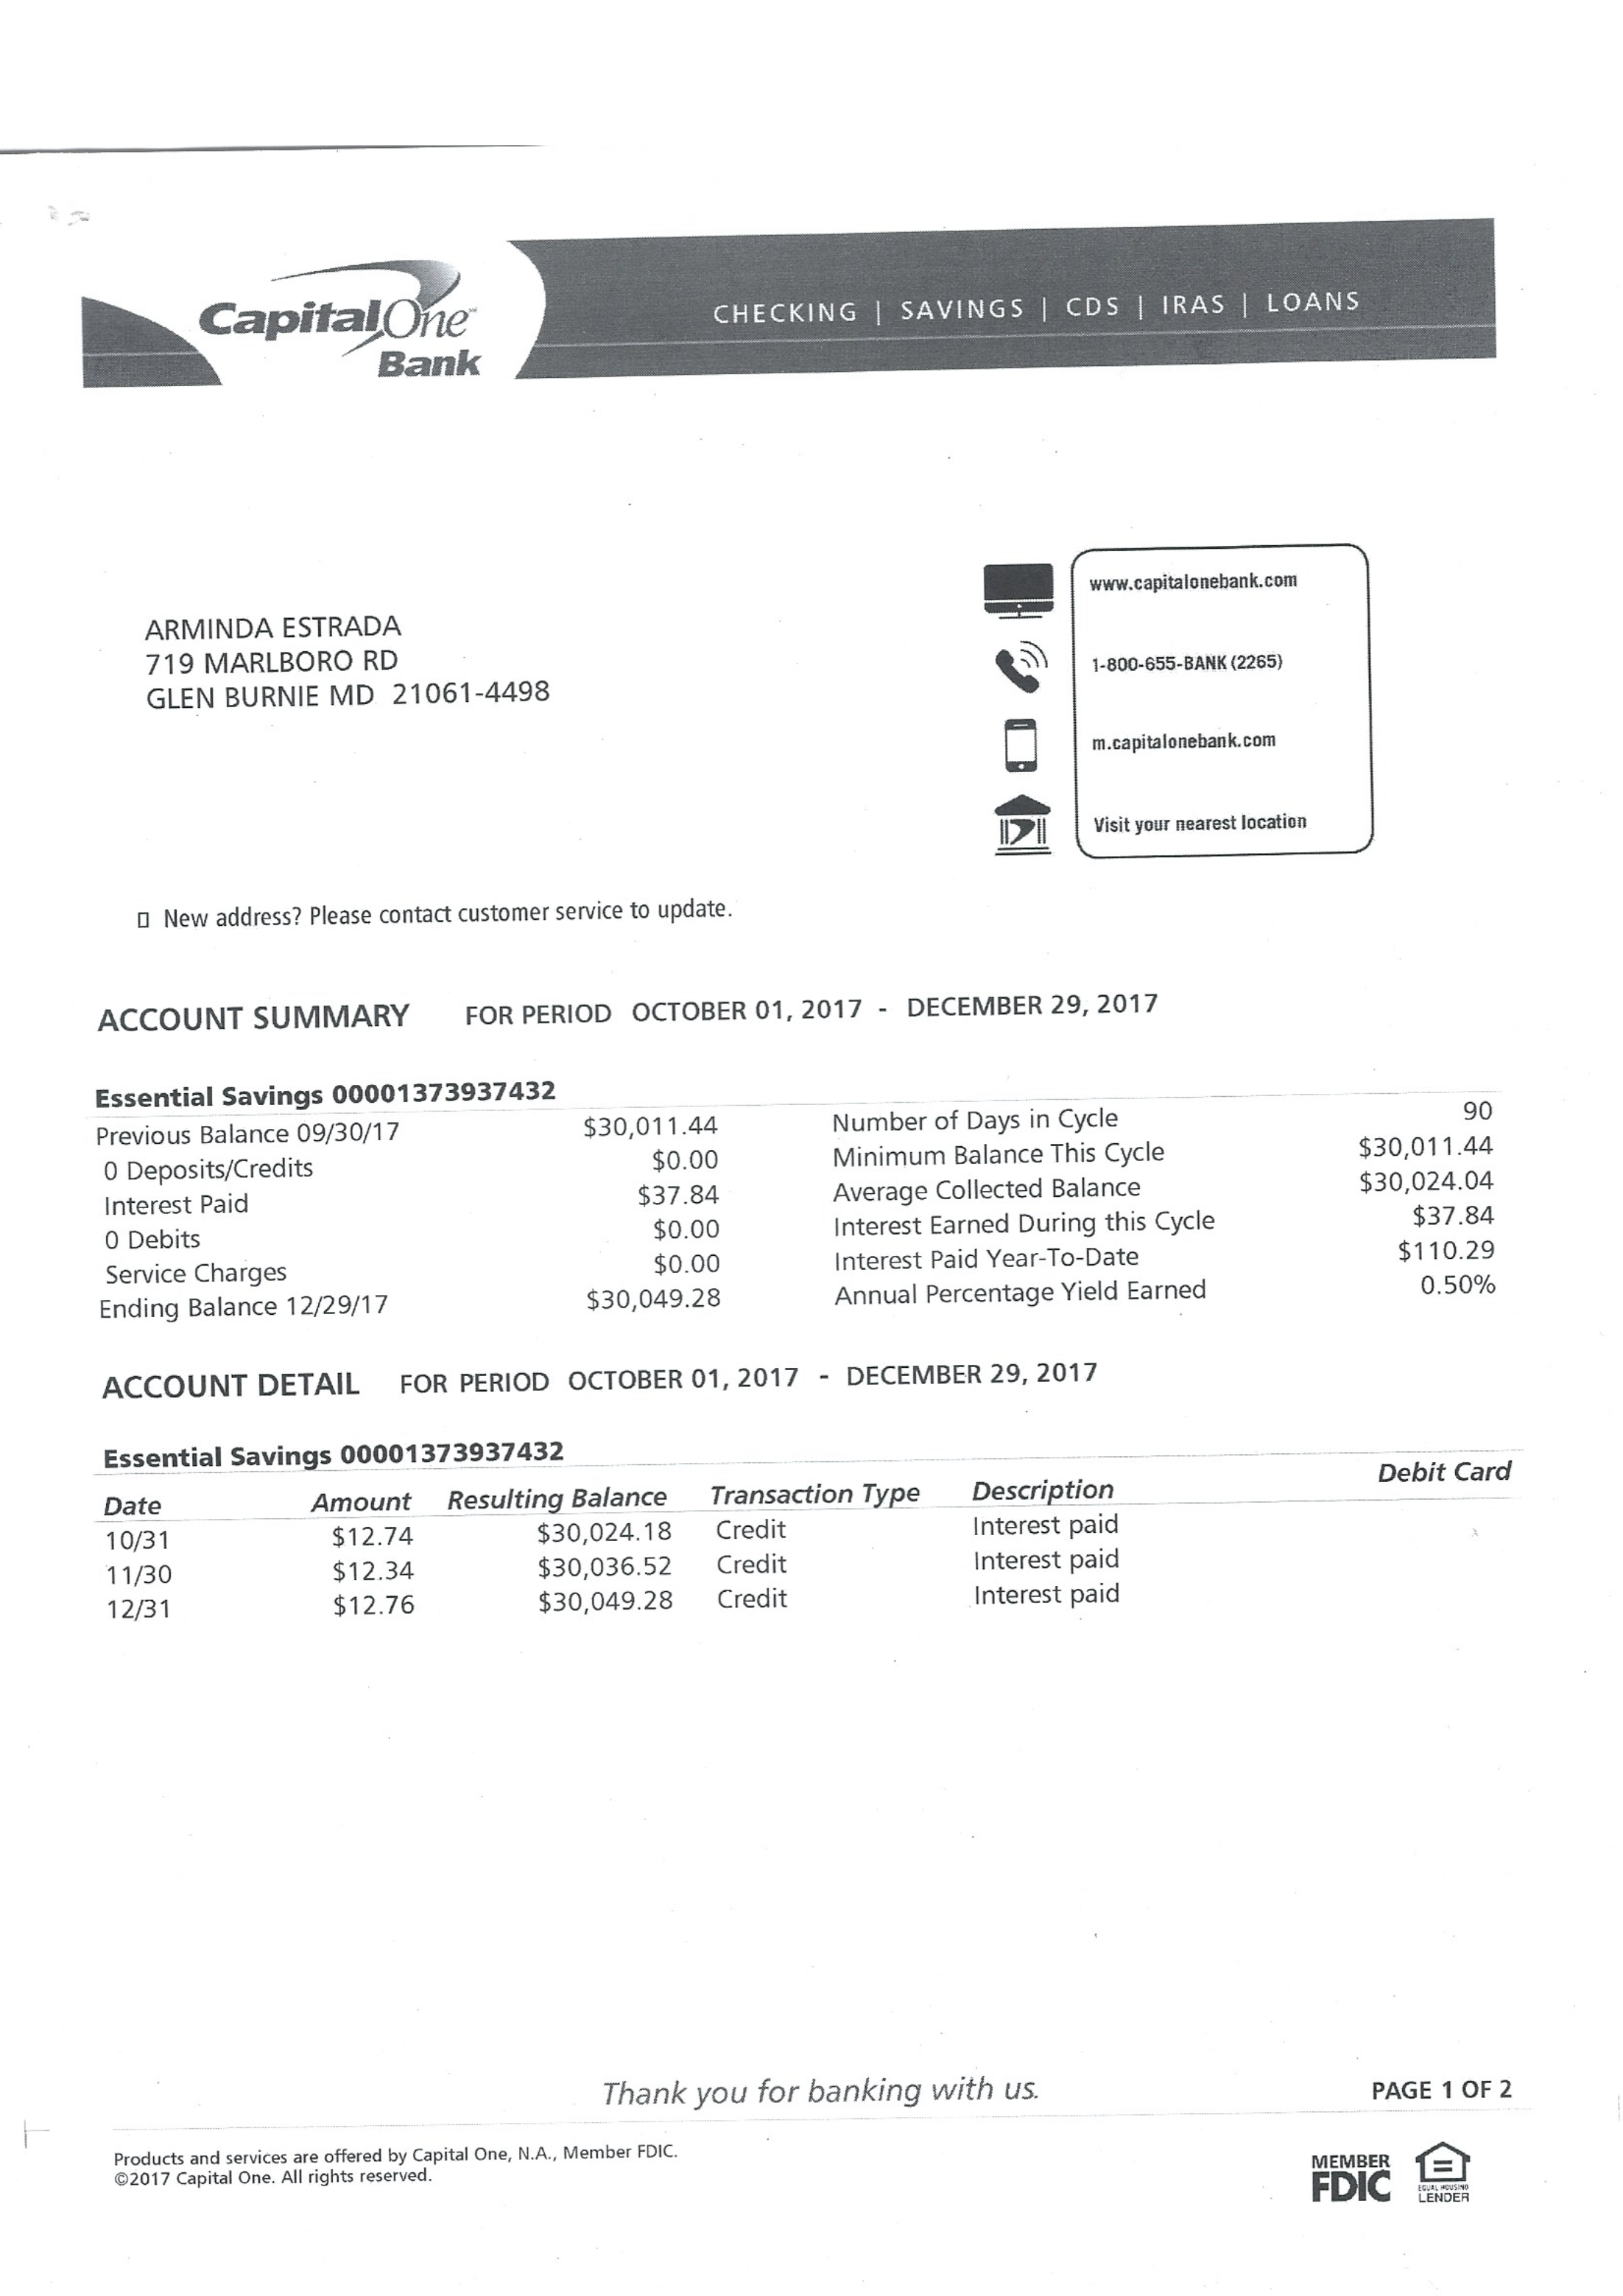 CapitalOne™
Bank
CHECKING | SAVINGS | CDS | IRAS | LOANS
ARMINDA ESTRADA
719 MARLBORO RD
GLEN BURNIE MD 21061-4498
www.capitalonebank.com
1-800-655-BANK (2265)
m.capitalonebank.com
Visit your nearest location
▯ New address? Please contact customer service to update.
ACCOUNT SUMMARY FOR PERIOD OCTOBER 01, 2017 - DECEMBER 29, 2017
Essential Savings 00001373937432
Previous Balance 09/30/17 $30,011.44 Number of Days in Cycle 90
0 Deposits/Credits $0.00 Minimum Balance This Cycle $30,011.44
Interest Paid $37.84 Average Collected Balance $30,024.04
0 Debits $0.00 Interest Earned During this Cycle $37.84
Service Charges $0.00 Interest Paid Year-To-Date $110.29
Ending Balance 12/29/17 $30,049.28 Annual Percentage Yield Earned 0.50%
ACCOUNT DETAIL FOR PERIOD OCTOBER 01, 2017 - DECEMBER 29, 2017
Essential Savings 00001373937432
Date Amount Resulting Balance Transaction Type Description Debit Card
10/31 $12.74 $30,024.18 Credit Interest paid
11/30 $12.34 $30,036.52 Credit Interest paid
12/31 $12.76 $30,049.28 Credit Interest paid
Thank you for banking with us.
PAGE 1 OF 2
Products and services are offered by Capital One, N.A., Member FDIC.
©2017 Capital One. All rights reserved.
MEMBER
FDIC
EQUAL HOUSING
LENDER